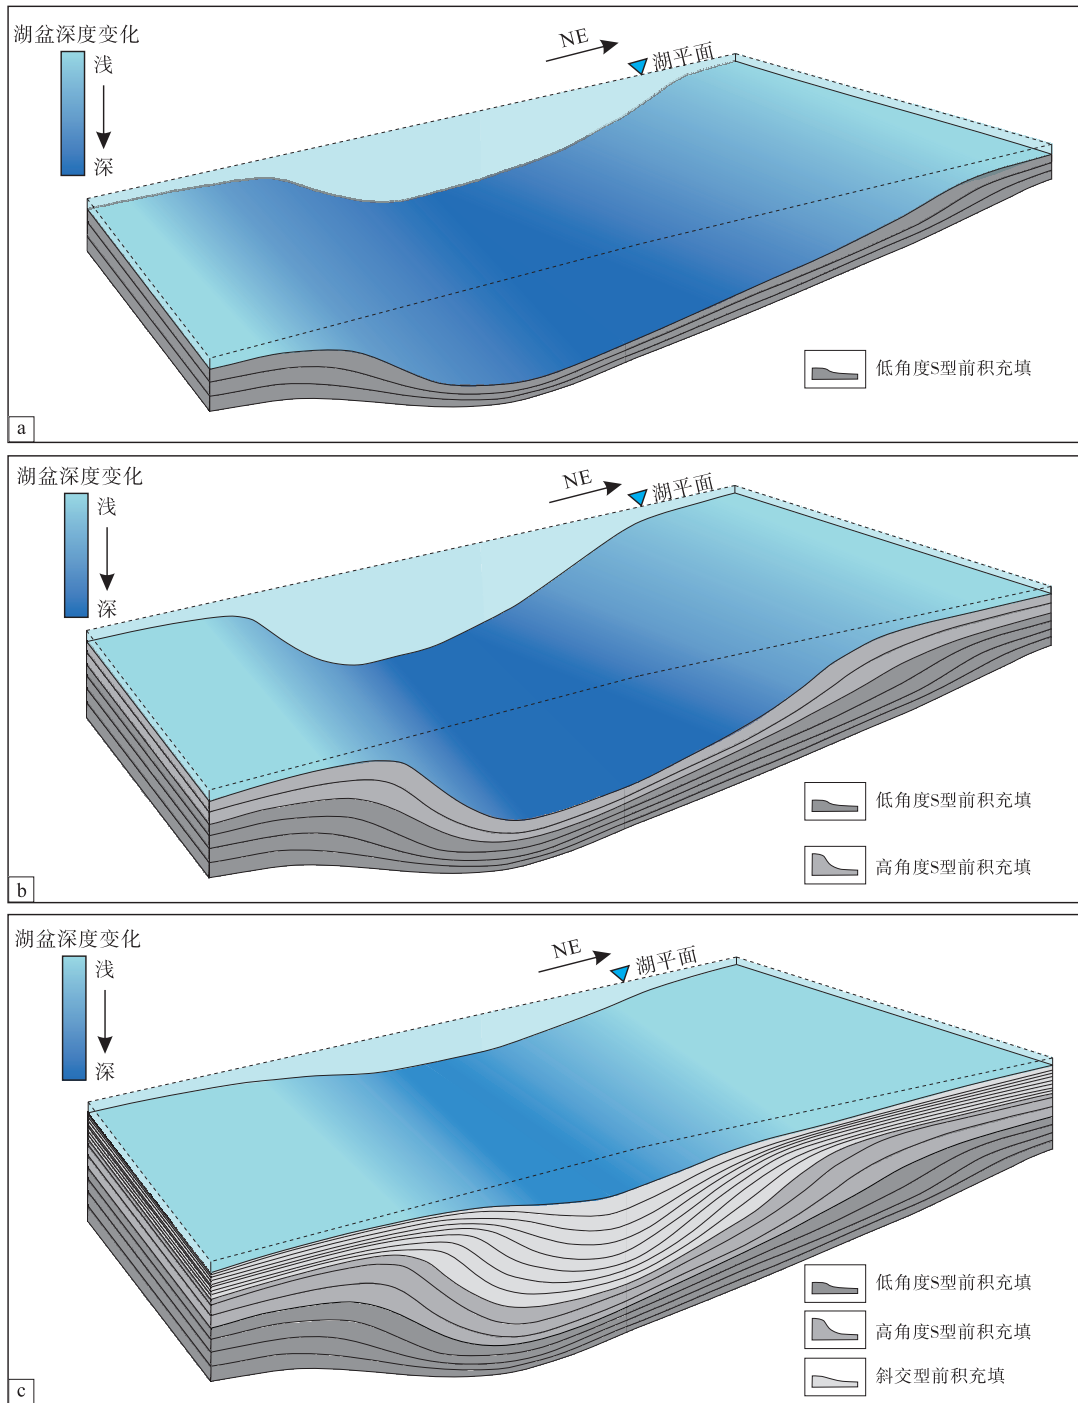 湖盆深度变化
浅
深
NE
湖平面
低角度S型前积充填
a
湖盆深度变化
浅
深
NE
湖平面
低角度S型前积充填
高角度S型前积充填
b
湖盆深度变化
浅
深
NE
湖平面
低角度S型前积充填
高角度S型前积充填
斜交型前积充填
c